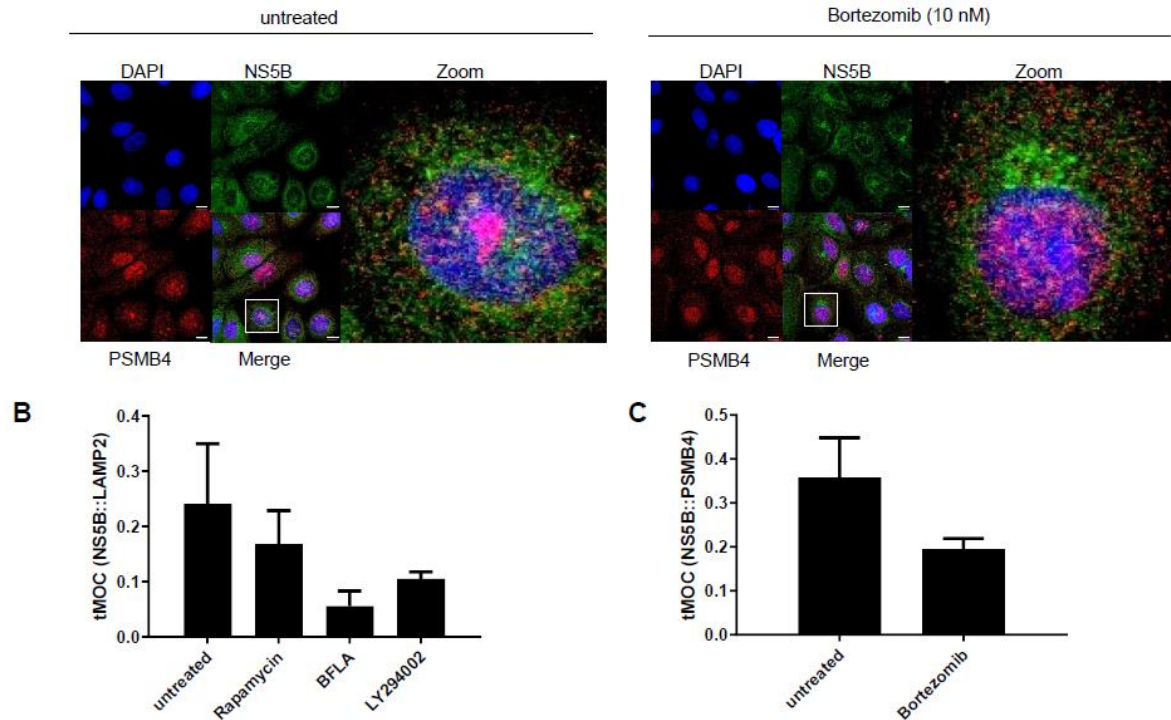 untreated
Bortezomib (10 nM)
DAPI NS5B Zoom
DAPI NS5B Zoom
PSMB4 Merge
PSMB4 Merge
B
tMOC (NS5B::LAMP2)
0.4
0.3
0.2
0.1
0.0
untreated
Rapamycin
BFLA
LY294002
C
tMOC (NS5B::PSMB4)
0.5
0.4
0.3
0.2
0.1
0.0
untreated
Bortezomib